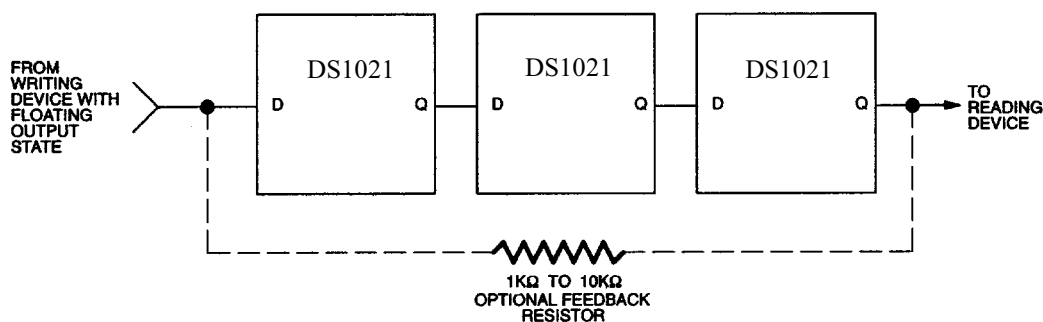 FROM
WRITING
DEVICE WITH
FLOATING
OUTPUT
STATE
DS1021
D
Q
DS1021
D
Q
DS1021
D
Q
TO
READING
DEVICE
1KΩ TO 10KΩ
OPTIONAL FEEDBACK
RESISTOR